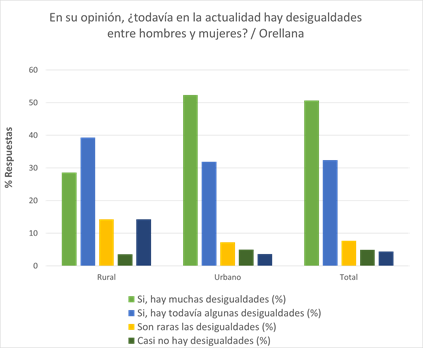 En su opinión, ¿todavía en la actualidad hay desigualdades
entre hombres y mujeres? / Orellana
% Respuestas
60
50
40
30
20
10
0
Rural
Urbano
Total
Si, hay muchas desigualdades (%)
Si, hay todavía algunas desigualdades (%)
Son raras las desigualdades (%)
Casi no hay desigualdades (%)